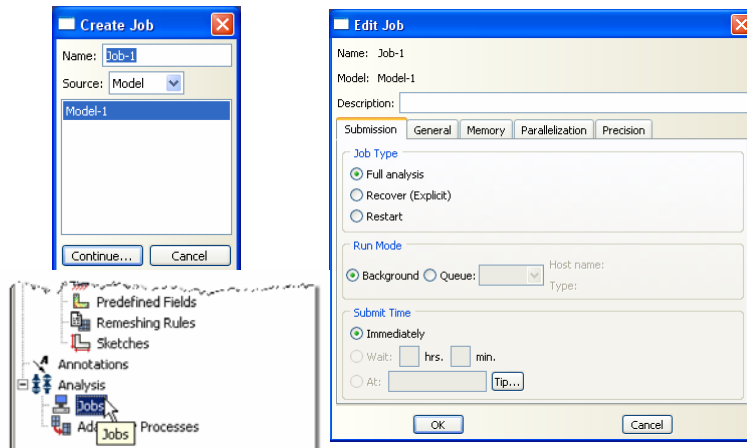 Create Job
Name: Job-1
Source: Model
Model-1
Continue... Cancel
Predefined Fields
Remeshing Rules
Sketches
Annotations
Analysis
Jobs
Processes
Jobs
Edit Job
Name: Job-1
Model: Model-1
Description:
Submission General Memory Parallelization Precision
Job Type
Full analysis
Recover (Explicit)
Restart
Run Mode
Background Queue: Host name:
Type:
Submit Time
Immediately
Wait: hrs. min.
At: Tip...
OK Cancel